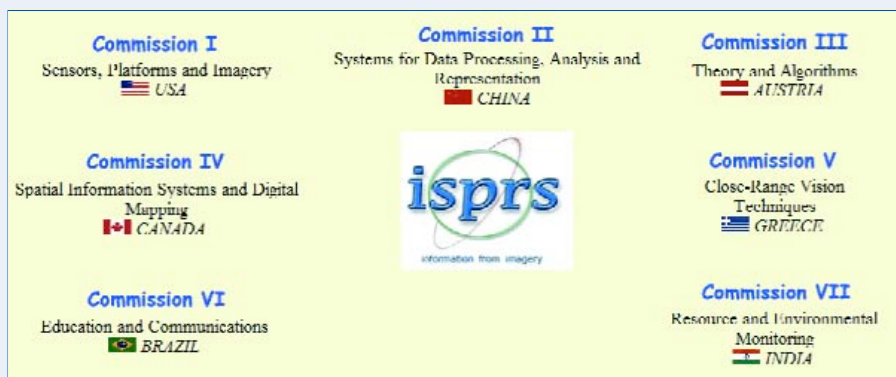 Commission I
Sensors, Platforms and Imagery
USA
Commission II
Systems for Data Processing, Analysis and
Representation
CHINA
Commission III
Theory and Algorithms
AUSTRIA
Commission IV
Spatial Information Systems and Digital
Mapping
CANADA
isprs
information from imagery
Commission V
Close-Range Vision
Techniques
GREECE
Commission VI
Education and Communications
BRAZIL
Commission VII
Resource and Environmental
Monitoring
INDIA